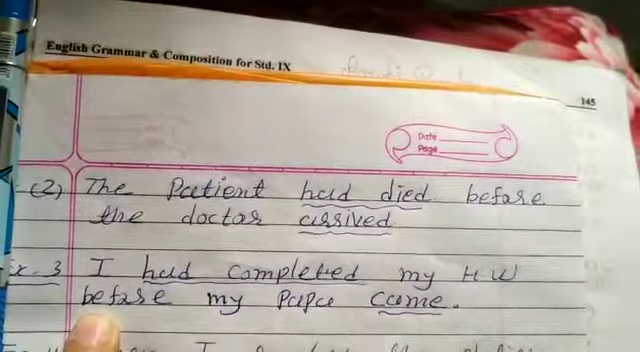 English Grammar & Composition for Std. IX
145
Date
Page
(2) The Patient had died before
the doctor arrived
Ex. 3 I had completed my H W
before my Papa came.